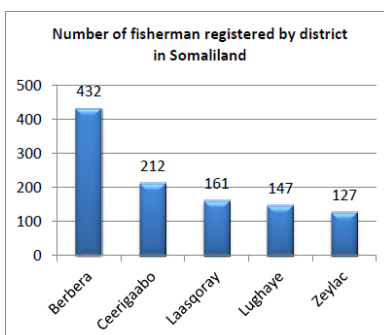 Number of fisherman registered by district
in Somaliland
500
400
300
200
100
0
432
212
161
147
127
Berbera
Ceerigaabo
Laasqoray
Lughaye
Zeylac